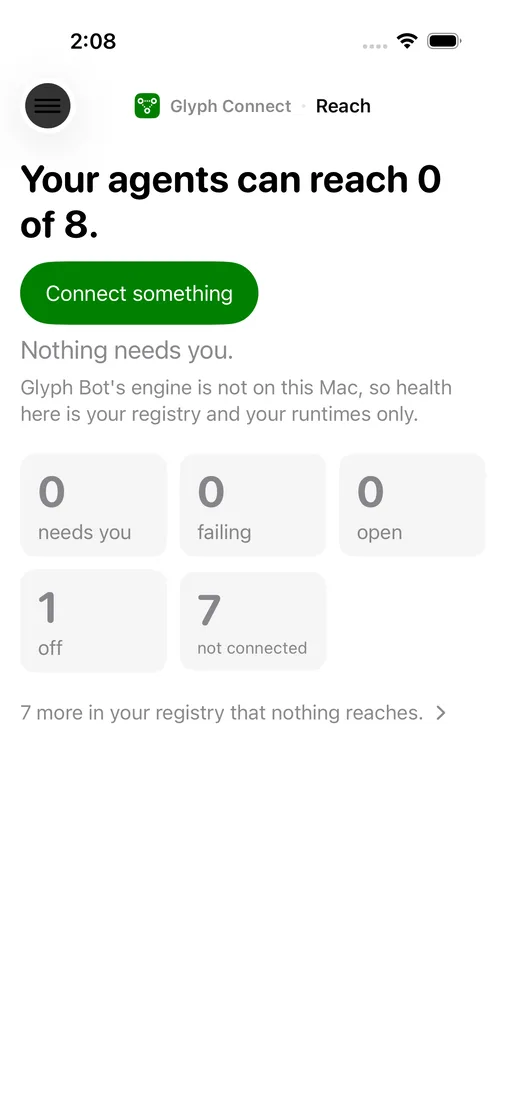 2:08
Glyph Connect · Reach
Your agents can reach 0
of 8.
Connect something
Nothing needs you.
Glyph Bot's engine is not on this Mac, so health
here is your registry and your runtimes only.
0
needs you
0
failing
0
open
1
off
7
not connected
7 more in your registry that nothing reaches.